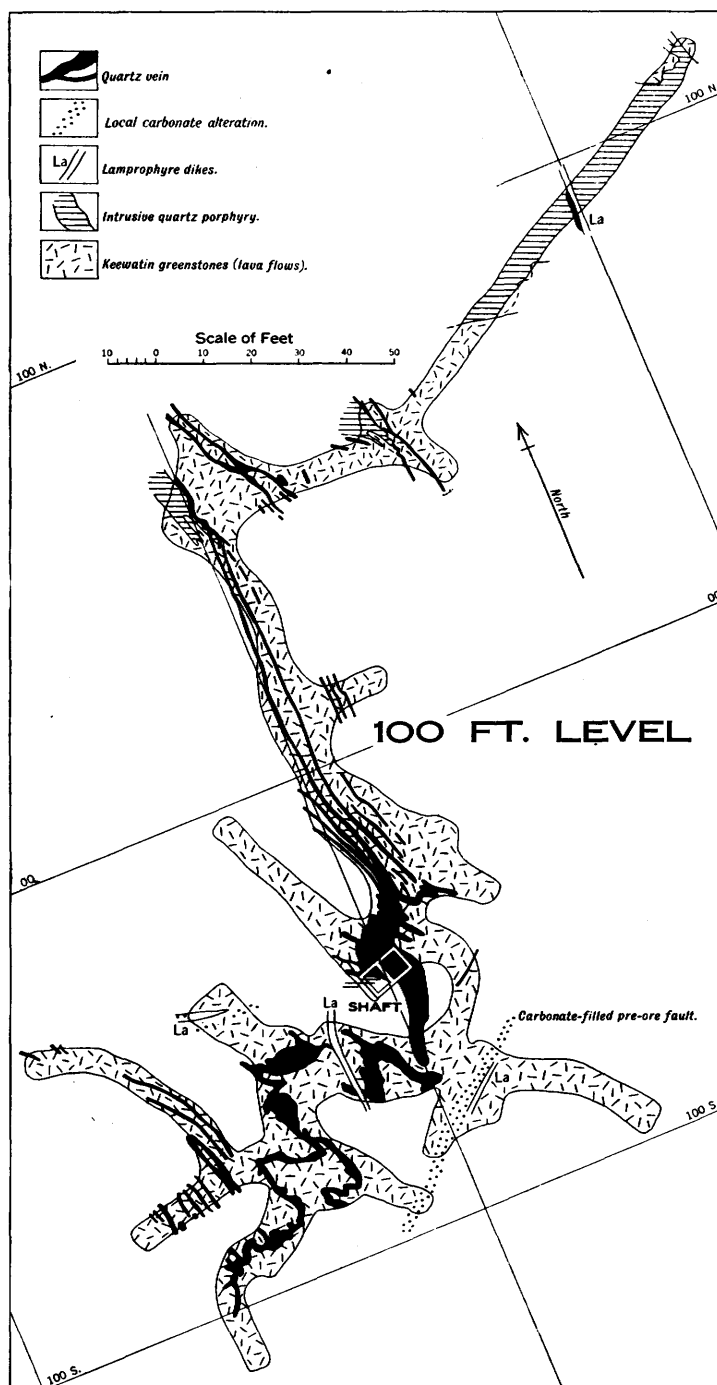 Quartz vein
Local carbonate alteration.
La
Lamprophyre dikes.
Intrusive quartz porphyry.
Keewatin greenstones (lava flows).
100 N.
La
Scale of Feet
10 0 10 20 30 40 50
100 N.
North
00
100 FT. LEVEL
00.
SHAFT
La
La
Carbonate-filled pre-ore fault.
La
100 S.
100 S.